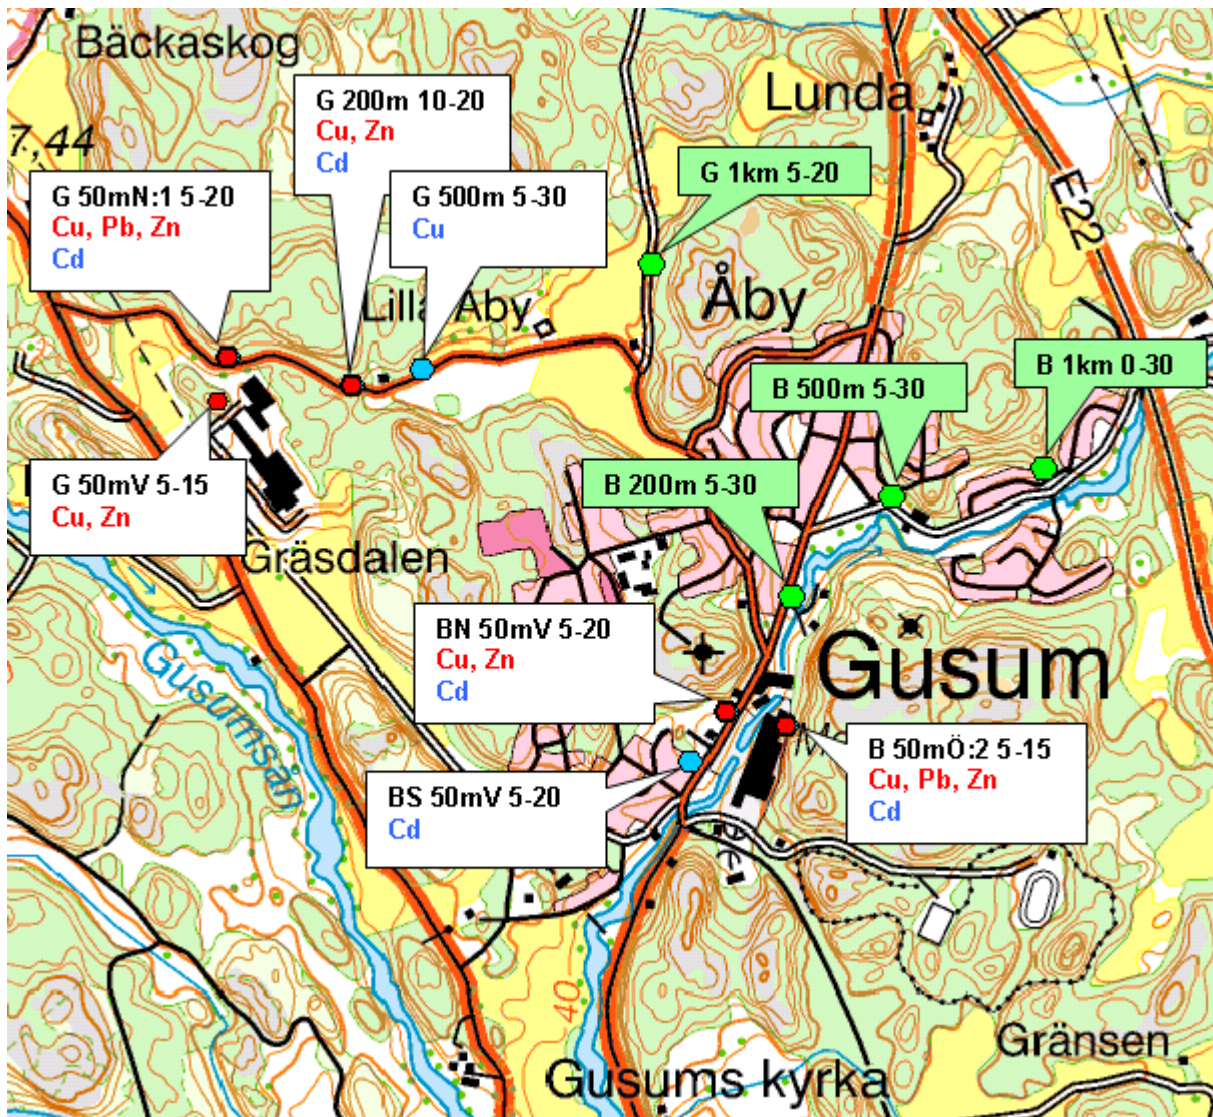 Bäckaskog
7,44
G 200m 10-20
Cu, Zn
Cd
Lunda
G 50mN:1 5-20
Cu, Pb, Zn
Cd
G 500m 5-30
Cu
G 1km 5-20
E22
Lilla Åby
Åby
B 500m 5-30
B 1km 0-30
G 50mV 5-15
Cu, Zn
B 200m 5-30
Gräsdalen
BN 50mV 5-20
Cu, Zn
Cd
Gusum
Gusumsån
B 50mÖ:2 5-15
Cu, Pb, Zn
Cd
BS 50mV 5-20
Cd
40
Gränsen
Gusums kyrka